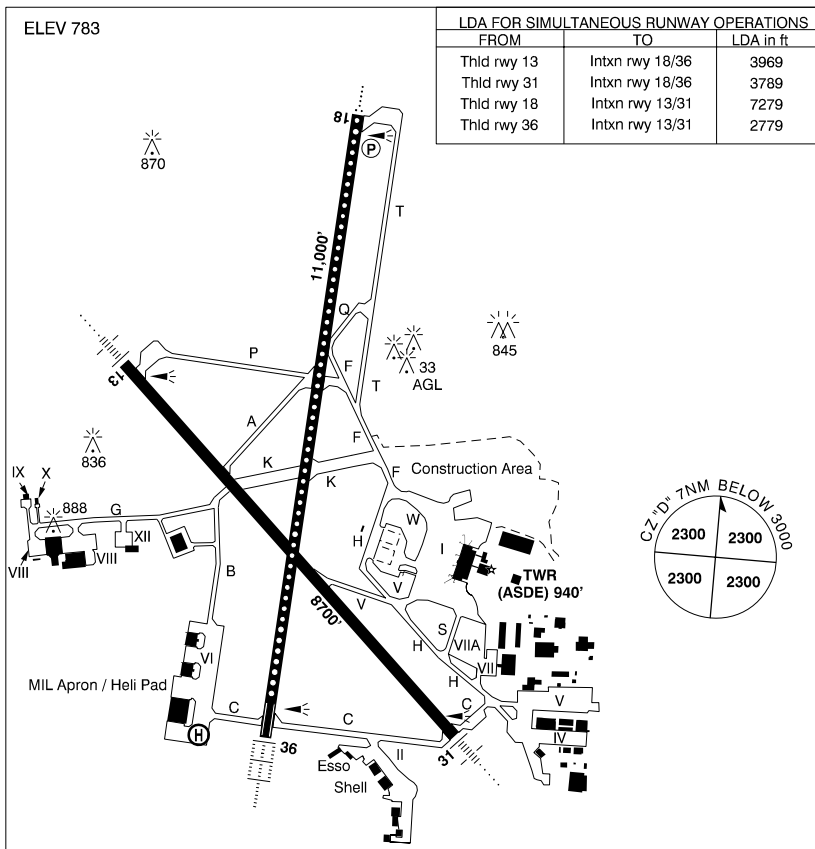 ELEV 783
LDA FOR SIMULTANEOUS RUNWAY OPERATIONS
FROM TO LDA in ft
Thld rwy 13 Intxn rwy 18/36 3969
Thld rwy 31 Intxn rwy 18/36 3789
Thld rwy 18 Intxn rwy 13/31 7279
Thld rwy 36 Intxn rwy 13/31 2779
18
P
870
T
11,000'
Q
845
33
AGL
P
F
T
13
A
F
836
K
K
F
Construction Area
IX
X
888
G
W
H'
I
CZ "D" 7NM BELOW 3000
2300
2300
2300
2300
VIII
VIII
XII
TWR
(ASDE) 940'
B
V
V
8700'
S
VIIA
H
VII
VI
H
MIL Apron / Heli Pad
C
C
C
V
H
36
II
31
IV
Esso
Shell